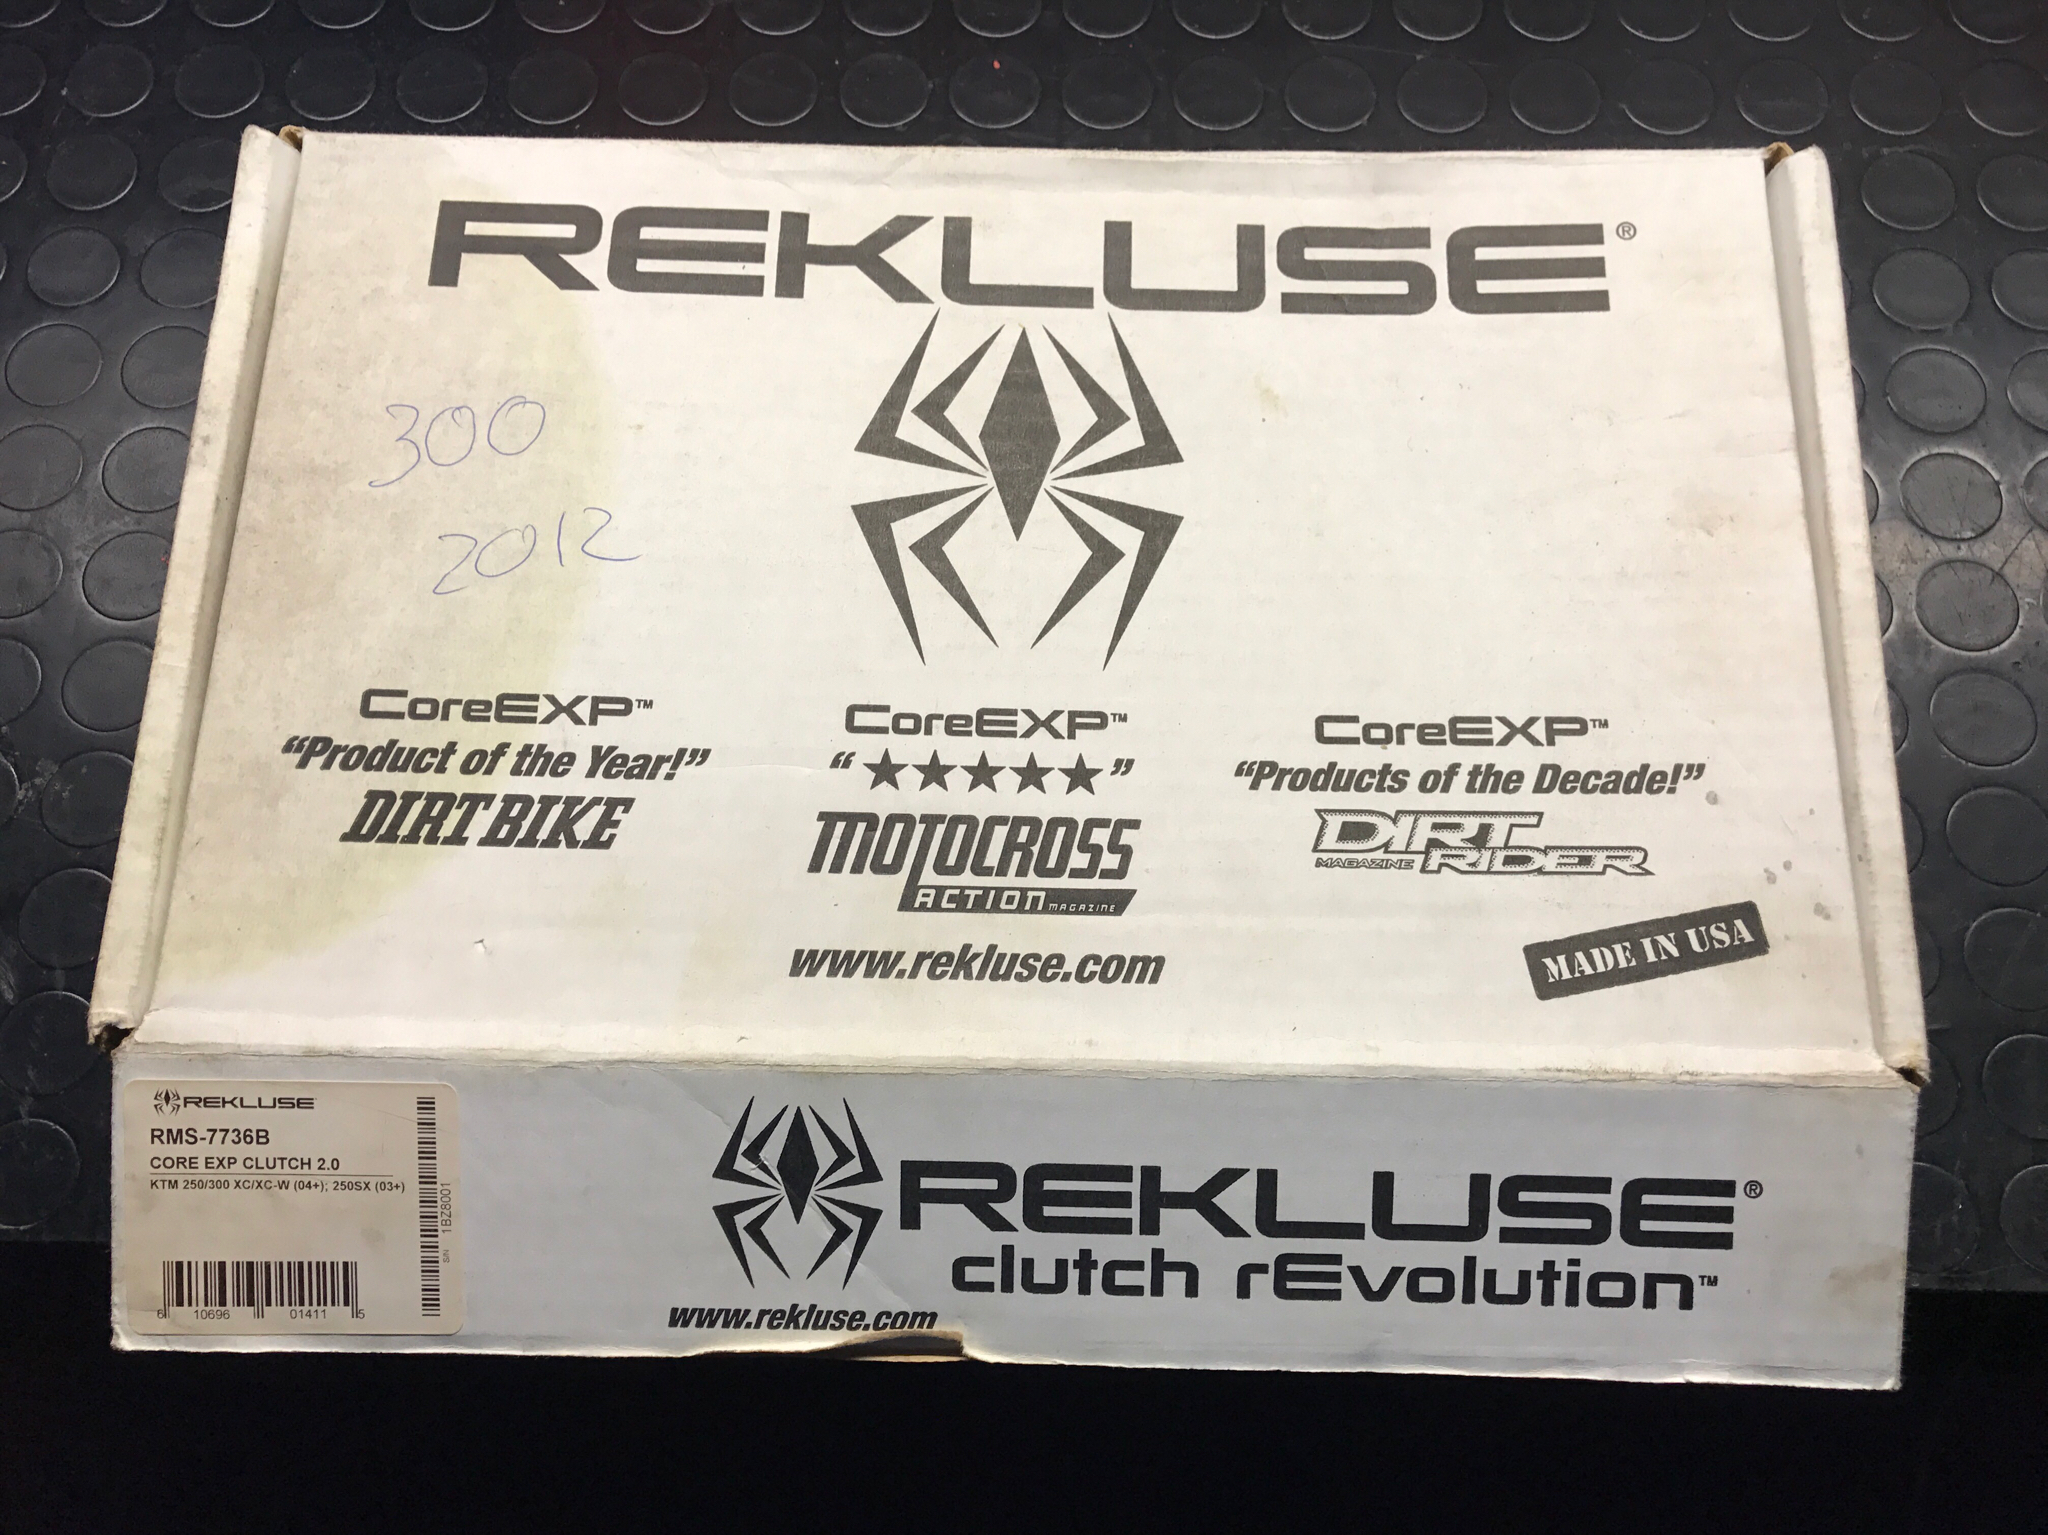 REKLUSE®
300
2012
CoreEXP™
“Product of the Year!”
DIRT BIKE
CoreEXP™
“★★★★★”
MOTOCROSS
ACTION MAGAZINE
CoreEXP™
“Products of the Decade!”
DIRT
MAGAZINE RIDER
www.rekluse.com
MADE IN USA
REKLUSE
RMS-7736B
CORE EXP CLUTCH 2.0
KTM 250/300 XC/XC-W (04+); 250SX (03+)
S/N 1BZ8001
6 10696 01411 5
REKLUSE®
clutch rEvolution™
www.rekluse.com